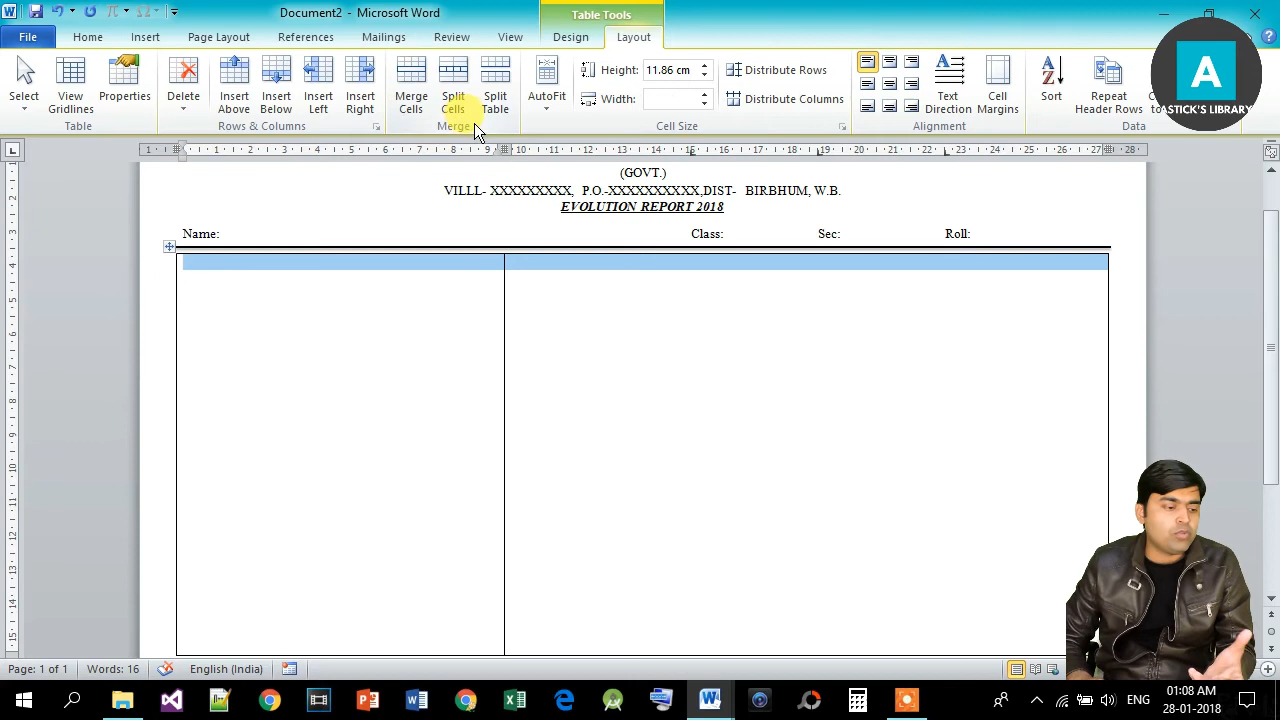 Document2 - Microsoft Word
Table Tools
File Home Insert Page Layout References Mailings Review View Design Layout
Select
View Gridlines
Properties
Delete
Insert Above
Insert Below
Insert Left
Insert Right
Merge Cells
Split Cells
Split Table
AutoFit
Height: 11.86 cm
Width:
Distribute Rows
Distribute Columns
Text Direction
Cell Margins
Sort
Repeat Header Rows
Table Rows & Columns Merge Cell Size Alignment Data
A
ASTICK'S LIBRARY
(GOVT.)
VILLL- XXXXXXXXX, P.O.-XXXXXXXXXX,DIST- BIRBHUM, W.B.
EVOLUTION REPORT 2018
Name: Class: Sec: Roll:
Page: 1 of 1 Words: 16 English (India)
ENG
01:08 AM
28-01-2018